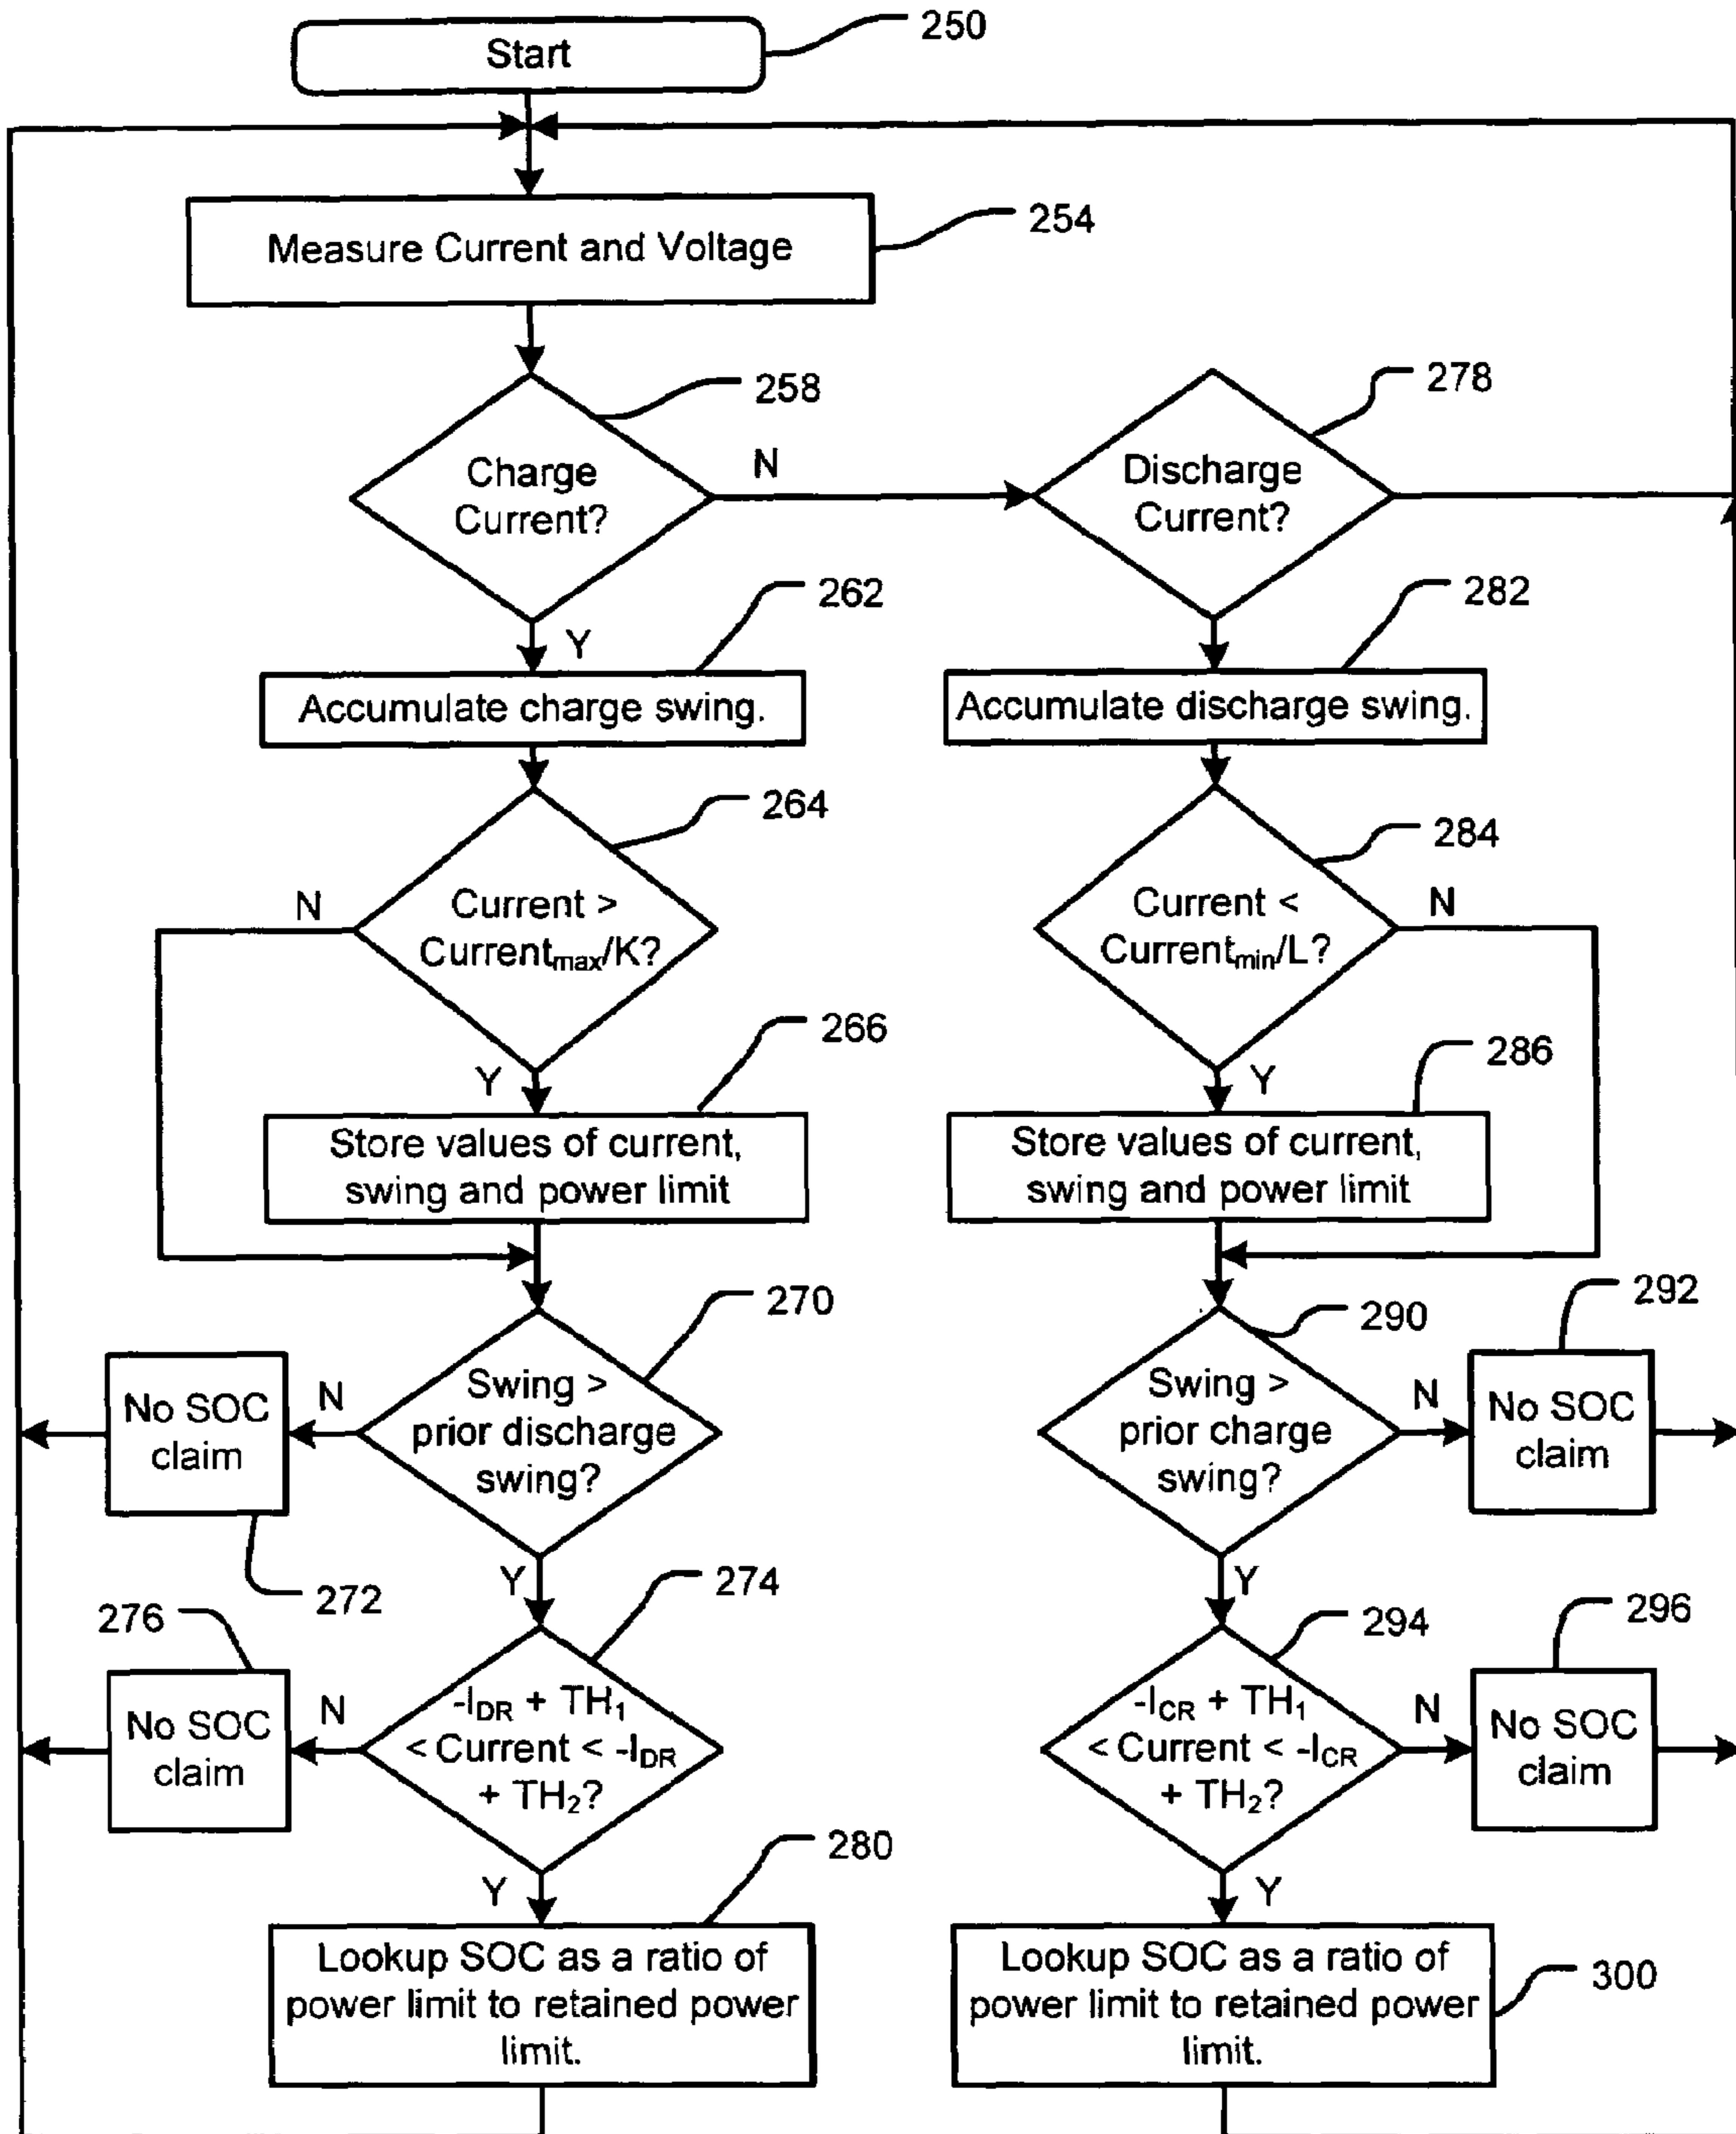 Start
250
Measure Current and Voltage
254
Charge
Current?
258
N
Discharge
Current?
278
Y
262
Accumulate charge swing.
282
Accumulate discharge swing.
264
N
Current >
Currentmax/K?
284
Current <
Currentmin/L?
N
Y
266
Store values of current,
swing and power limit
Y
286
Store values of current,
swing and power limit
270
Swing >
prior discharge
swing?
N
No SOC
claim
272
290
Swing >
prior charge
swing?
N
No SOC
claim
292
Y
274
-IDR + TH1
< Current < -IDR
+ TH2?
N
No SOC
claim
276
Y
294
-ICR + TH1
< Current < -ICR
+ TH2?
N
No SOC
claim
296
Y
280
Lookup SOC as a ratio of
power limit to retained power
limit.
Y
Lookup SOC as a ratio of
power limit to retained power
limit.
300